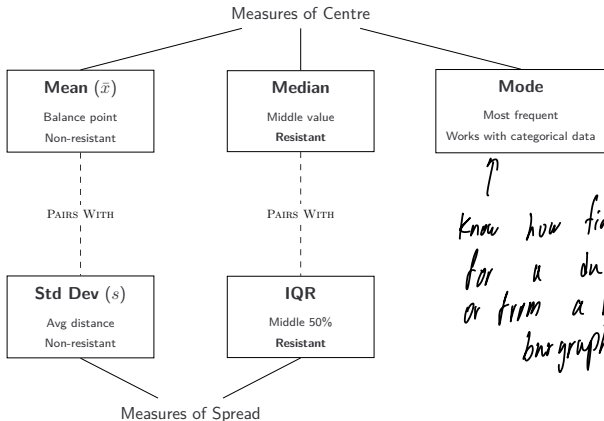 Measures of Centre
Mean (x̄)
Balance point
Non-resistant
Median
Middle value
Resistant
Mode
Most frequent
Works with categorical data
PAIRS WITH
PAIRS WITH
Know how
for a
or from a
bargraph
Std Dev (s)
Avg distance
Non-resistant
IQR
Middle 50%
Resistant
Measures of Spread